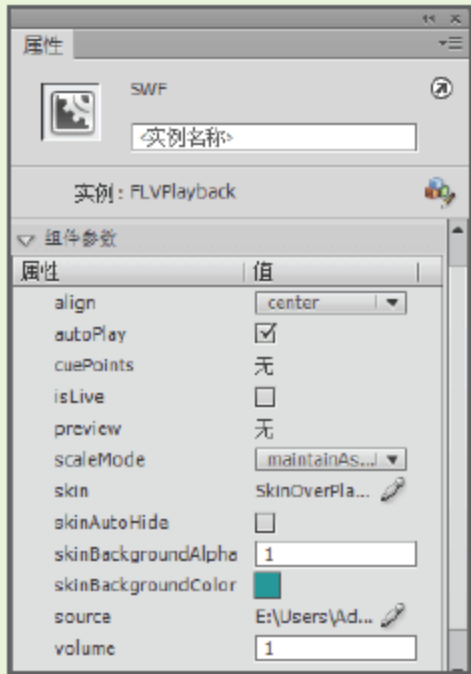 属性
SWF
<实例名称>
实例: FLVPlayback
组件参数
属性 值
align center
autoPlay
cuePoints 无
isLive
preview 无
scaleMode maintainAs...
skin SkinOverPla...
skinAutoHide
skinBackgroundAlpha 1
skinBackgroundColor
source E:\Users\Ad...
volume 1